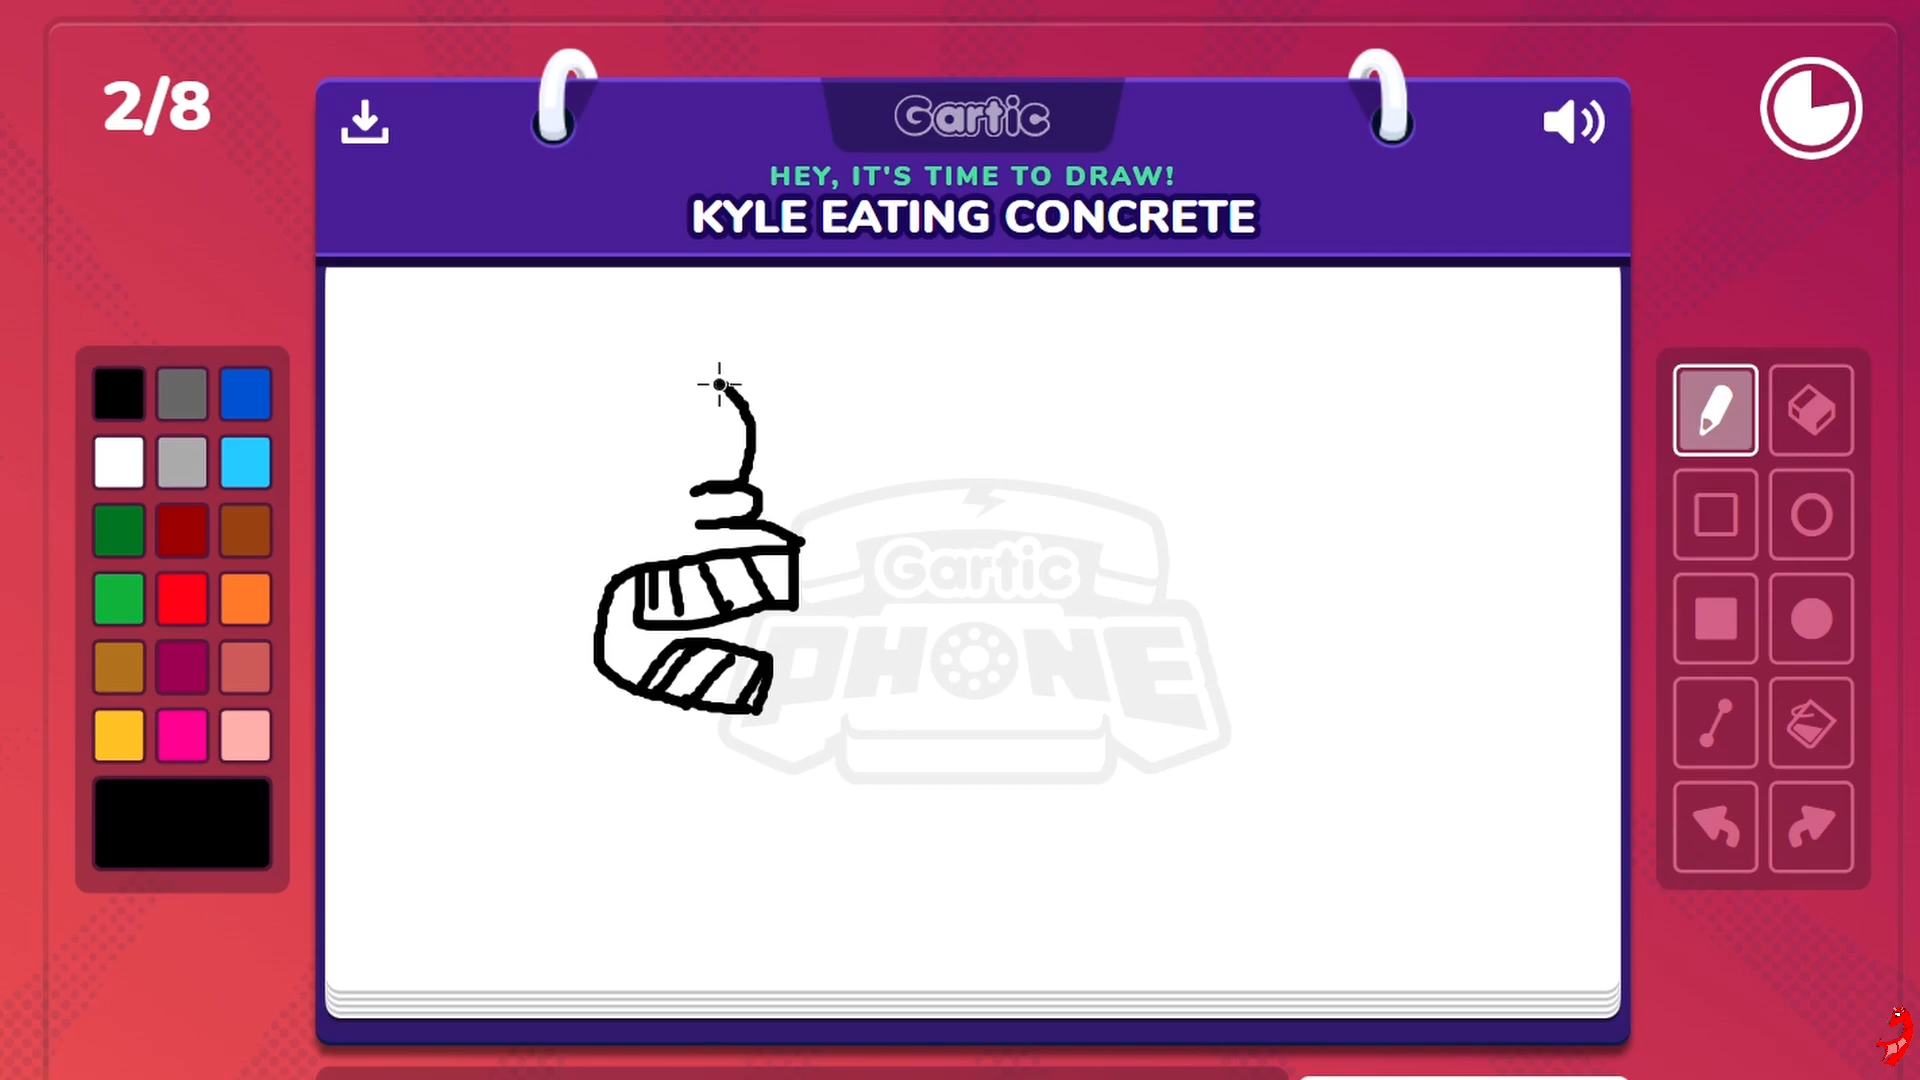 2/8
Gartic
HEY, IT'S TIME TO DRAW!
KYLE EATING CONCRETE
Gartic
PHONE